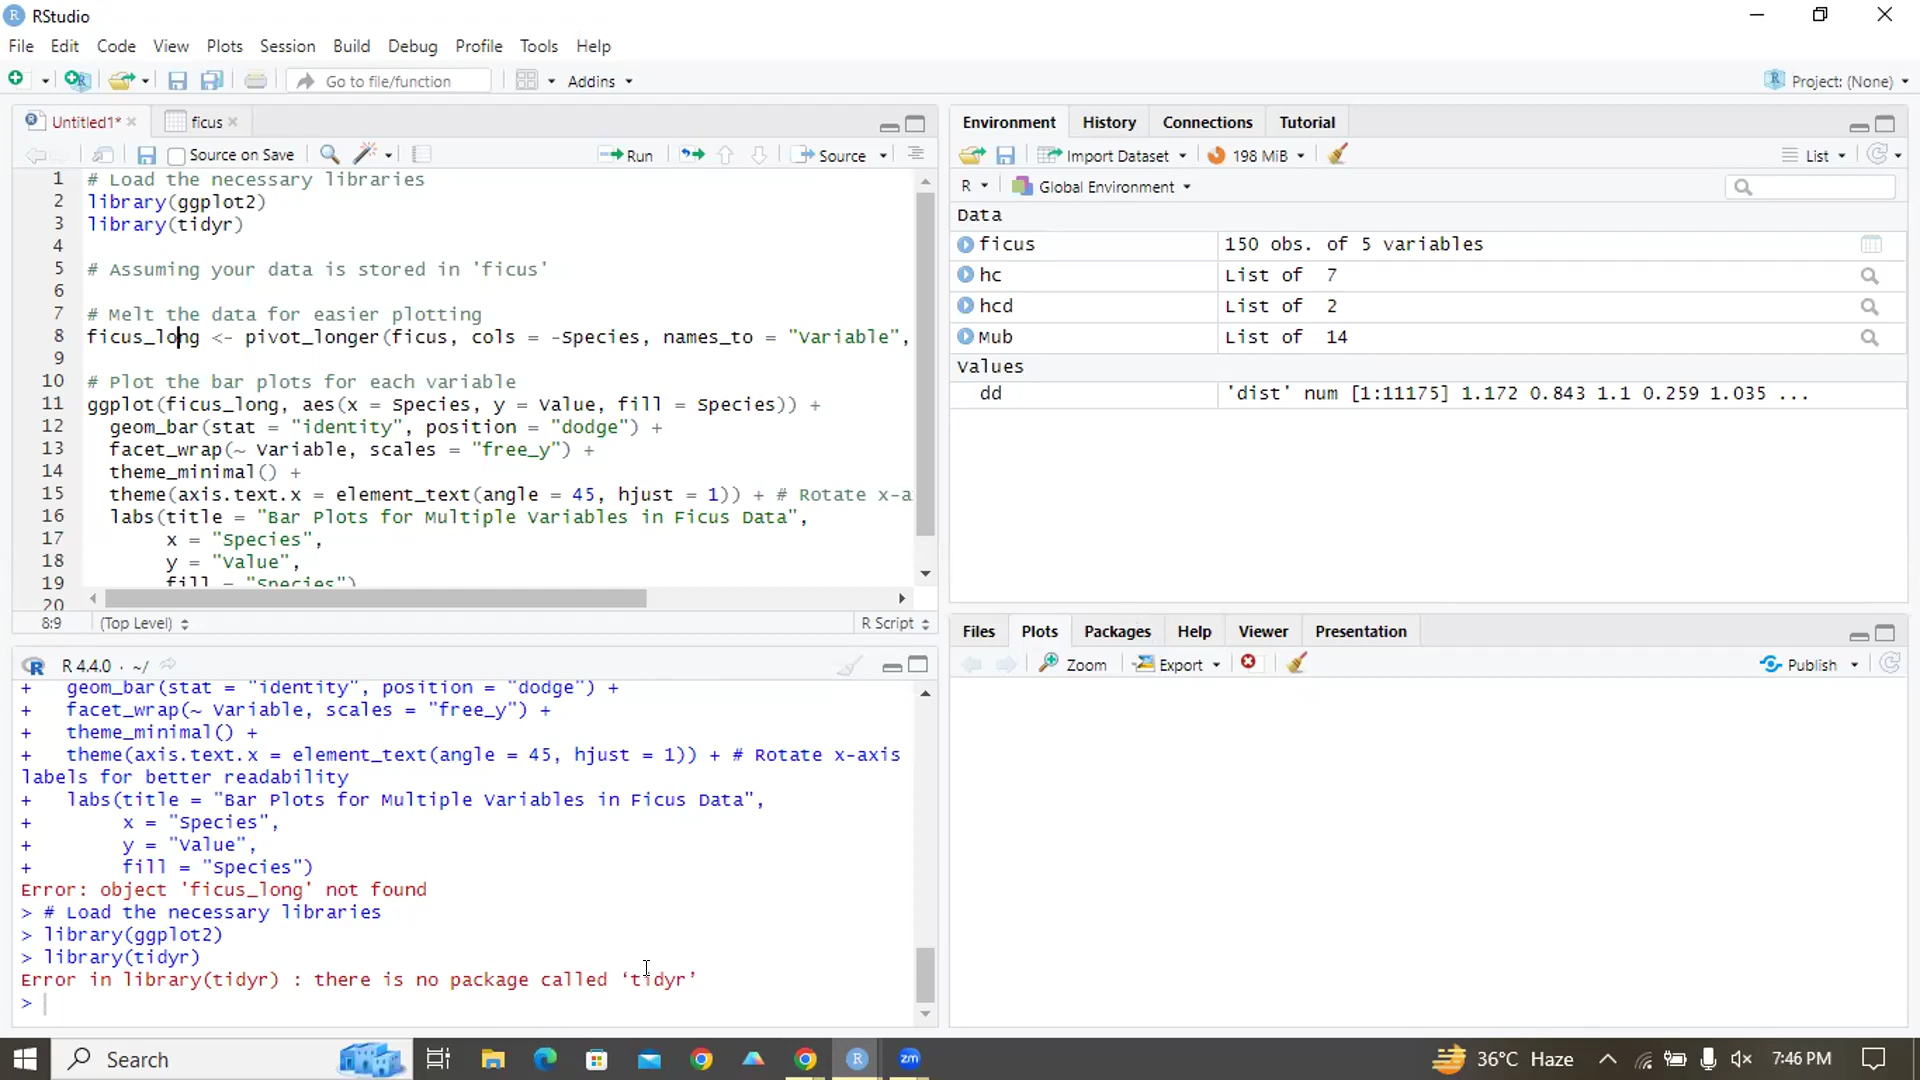 RStudio
File Edit Code View Plots Session Build Debug Profile Tools Help
Go to file/function Addins Project: (None)
Untitled1* ficus
Source on Save Run Source
1 # Load the necessary libraries
2 library(ggplot2)
3 library(tidyr)
4
5 # Assuming your data is stored in 'ficus'
6
7 # Melt the data for easier plotting
8 ficus_long <- pivot_longer(ficus, cols = -Species, names_to = "Variable",
9
10 # Plot the bar plots for each variable
11 ggplot(ficus_long, aes(x = Species, y = Value, fill = Species)) +
12 geom_bar(stat = "identity", position = "dodge") +
13 facet_wrap(~ Variable, scales = "free_y") +
14 theme_minimal() +
15 theme(axis.text.x = element_text(angle = 45, hjust = 1)) + # Rotate x-a
16 labs(title = "Bar Plots for Multiple Variables in Ficus Data",
17 x = "Species",
18 y = "Value",
19 fill = "Species")
20
8:9 (Top Level) R Script
R 4.4.0 · ~/
+ geom_bar(stat = "identity", position = "dodge") +
+ facet_wrap(~ Variable, scales = "free_y") +
+ theme_minimal() +
+ theme(axis.text.x = element_text(angle = 45, hjust = 1)) + # Rotate x-axis
labels for better readability
+ labs(title = "Bar Plots for Multiple Variables in Ficus Data",
+ x = "Species",
+ y = "Value",
+ fill = "Species")
Error: object 'ficus_long' not found
> # Load the necessary libraries
> library(ggplot2)
> library(tidyr)
Error in library(tidyr) : there is no package called ‘tidyr’
>
Environment History Connections Tutorial
Import Dataset 198 MiB List
R Global Environment
Data
ficus 150 obs. of 5 variables
hc List of 7
hcd List of 2
Mub List of 14
Values
dd 'dist' num [1:11175] 1.172 0.843 1.1 0.259 1.035 ...
Files Plots Packages Help Viewer Presentation
Zoom Export Publish
Search 36°C Haze 7:46 PM